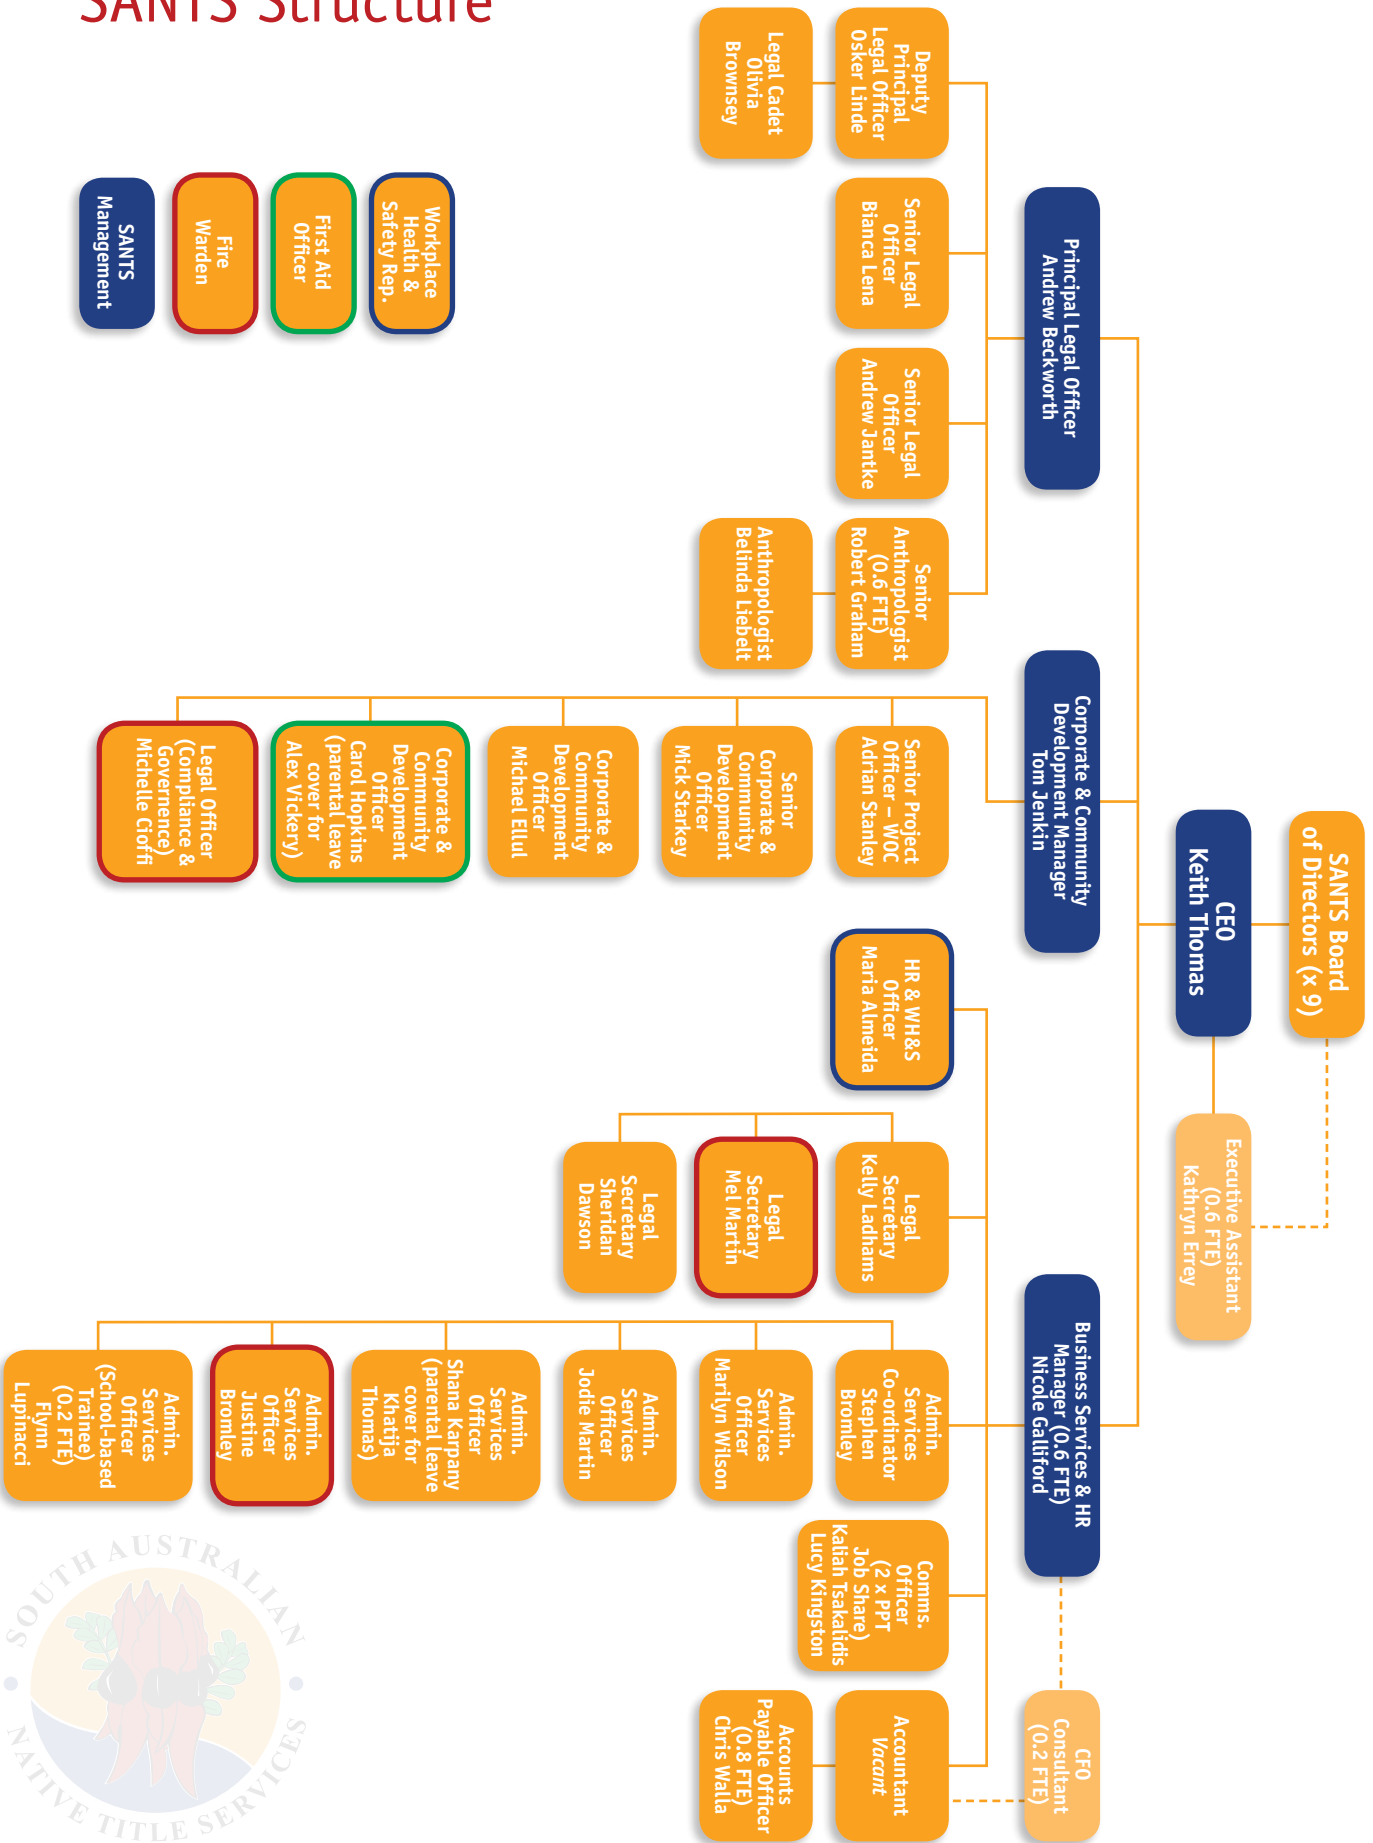 SANTS Structure
SANTS Board
of Directors (x 9)
CEO
Keith Thomas
Executive Assistant
(0.6 FTE)
Kathryn Errey
Principal Legal Officer
Andrew Beckworth
Corporate & Community
Development Manager
Tom Jenkin
Business Services & HR
Manager (0.6 FTE)
Nicole Galliford
CFO
Consultant
(0.2 FTE)
Deputy
Principal
Legal Officer
Osker Linde
Legal Cadet
Olivia
Brownsey
Senior Legal
Officer
Bianca Lena
Senior Legal
Officer
Andrew Jantke
Senior
Anthropologist
(0.6 FTE)
Robert Graham
Anthropologist
Belinda Liebelt
Senior Project
Officer – WOC
Adrian Stanley
Senior
Corporate &
Community
Development
Officer
Mick Starkey
Corporate &
Community
Development
Officer
Michael Ellul
Corporate &
Community
Development
Officer
Carol Hopkins
(parental leave
cover for
Alex Vickery)
Legal Officer
(Compliance &
Governence)
Michelle Cioffi
HR & WH&S
Officer
Maria Almeida
Legal
Secretary
Kelly Ladhams
Legal
Secretary
Mel Martin
Legal
Secretary
Sheridan
Dawson
Admin.
Services
Co-ordinator
Stephen
Bromley
Admin.
Services
Officer
Marilyn Wilson
Admin.
Services
Officer
Jodie Martin
Admin.
Services
Officer
Shana Karpany
(parental leave
cover for
Khatija
Thomas)
Admin.
Services
Officer
Justine
Bromley
Admin.
Services
Officer
(School-based
Trainee)
(0.2 FTE)
Flynn
Lupinacci
Comms.
Officer
(2 x PPT
Job Share)
Kaliah Tsakalidis
Lucy Kingston
Accountant
Vacant
Accounts
Payable Officer
(0.8 FTE)
Chris Walla
Workplace
Health &
Safety Rep.
First Aid
Officer
Fire
Warden
SANTS
Management
SOUTH AUSTRALIAN
NATIVE TITLE SERVICES